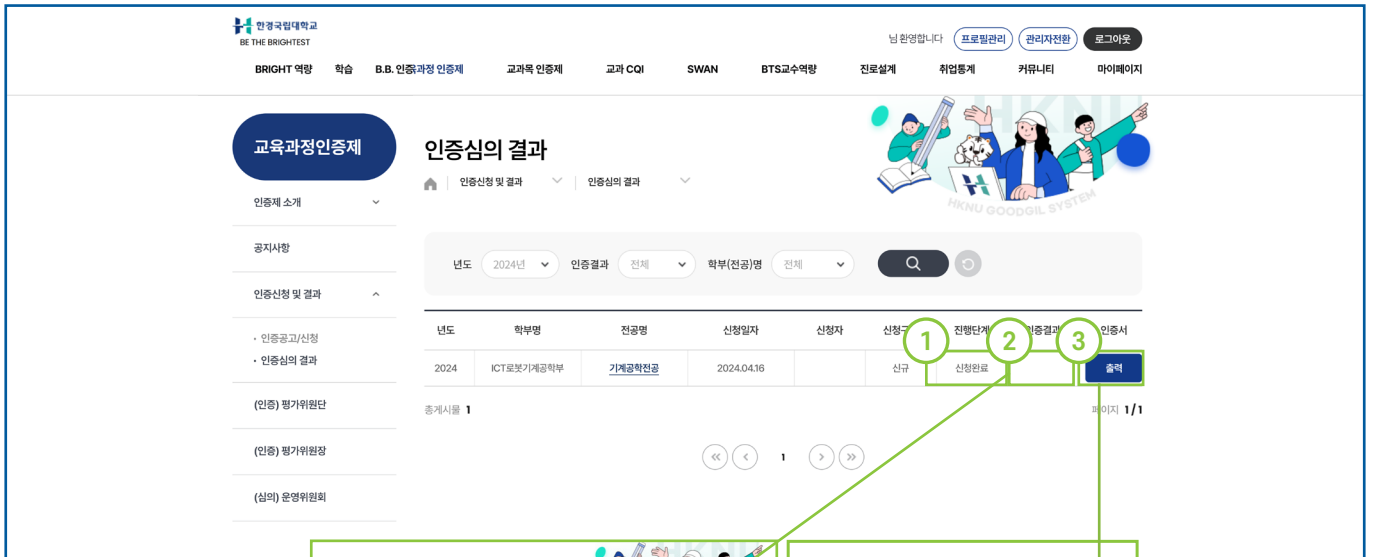 한경국립대학교
BE THE BRIGHTEST
님 환영합니다 프로필관리 관리자전환 로그아웃
BRIGHT 역량 학습 B.B. 인증 과정 인증제 교과목 인증제 교과 CQI SWAN BTS교수역량 진로설계 취업통계 커뮤니티 마이페이지
HKNU
HKNU GOODGIL SYSTEM
교육과정인증제
인증심의 결과
인증신청 및 결과 인증심의 결과
인증제 소개
공지사항
인증신청 및 결과
· 인증공고/신청
· 인증심의 결과
(인증) 평가위원단
(인증) 평가위원장
(심의) 운영위원회
년도 2024년 인증결과 전체 학부(전공)명 전체
년도 학부명 전공명 신청일자 신청자 진행단계 인증결과 인증서
1 2 3
2024 ICT로봇기계공학부 기계공학전공 2024.04.16 신규 신청완료 출력
총게시물 1 페이지 1/1
1